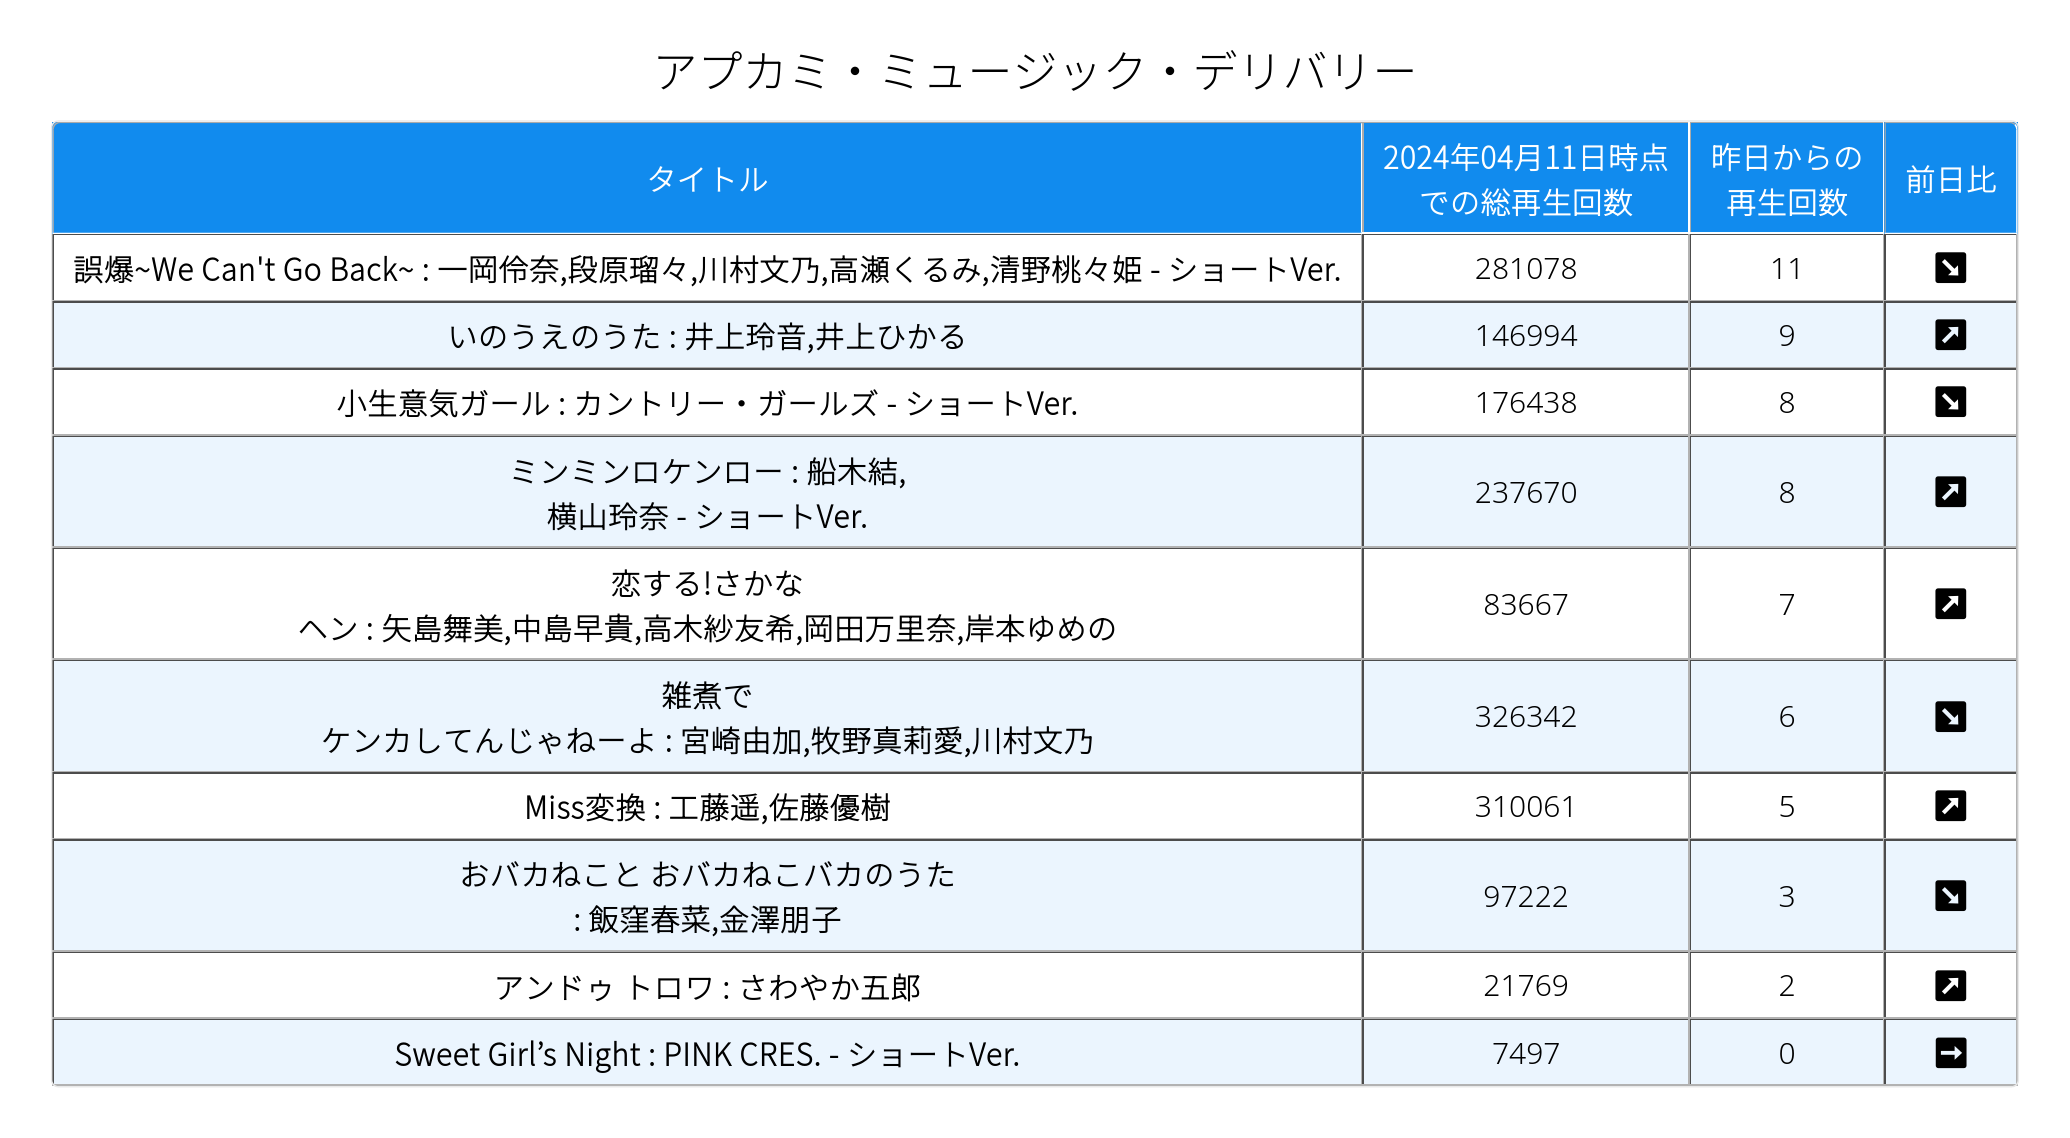 アプカミ・ミュージック・デリバリー
タイトル
2024年04月11日時点
での総再生回数
昨日からの
再生回数
前日比
誤爆~We Can't Go Back~ : 一岡伶奈,段原瑠々,川村文乃,高瀬くるみ,清野桃々姫 - ショートVer.
281078
11
いのうえのうた : 井上玲音,井上ひかる
146994
9
小生意気ガール : カントリー・ガールズ - ショートVer.
176438
8
ミンミンロケンロー : 船木結,
横山玲奈 - ショートVer.
237670
8
恋する!さかな
ヘン : 矢島舞美,中島早貴,高木紗友希,岡田万里奈,岸本ゆめの
83667
7
雑煮で
ケンカしてんじゃねーよ : 宮崎由加,牧野真莉愛,川村文乃
326342
6
Miss変換 : 工藤遥,佐藤優樹
310061
5
おバカねこと おバカねこバカのうた
: 飯窪春菜,金澤朋子
97222
3
アンドゥ トロワ : さわやか五郎
21769
2
Sweet Girl’s Night : PINK CRES. - ショートVer.
7497
0